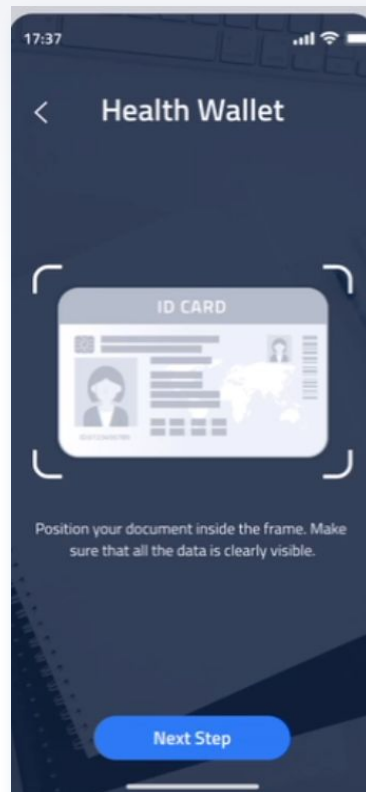 17:37
Health Wallet
ID CARD
Position your document inside the frame. Make
sure that all the data is clearly visible.
Next Step